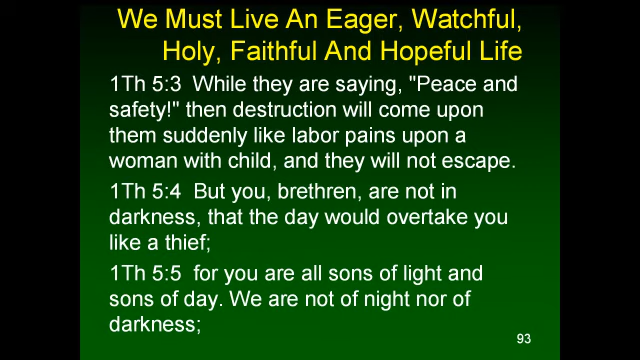 We Must Live An Eager, Watchful,
Holy, Faithful And Hopeful Life
1Th 5:3  While they are saying, "Peace and
safety!" then destruction will come upon
them suddenly like labor pains upon a
woman with child, and they will not escape.
1Th 5:4  But you, brethren, are not in
darkness, that the day would overtake you
like a thief;
1Th 5:5  for you are all sons of light and
sons of day. We are not of night nor of
darkness;
93